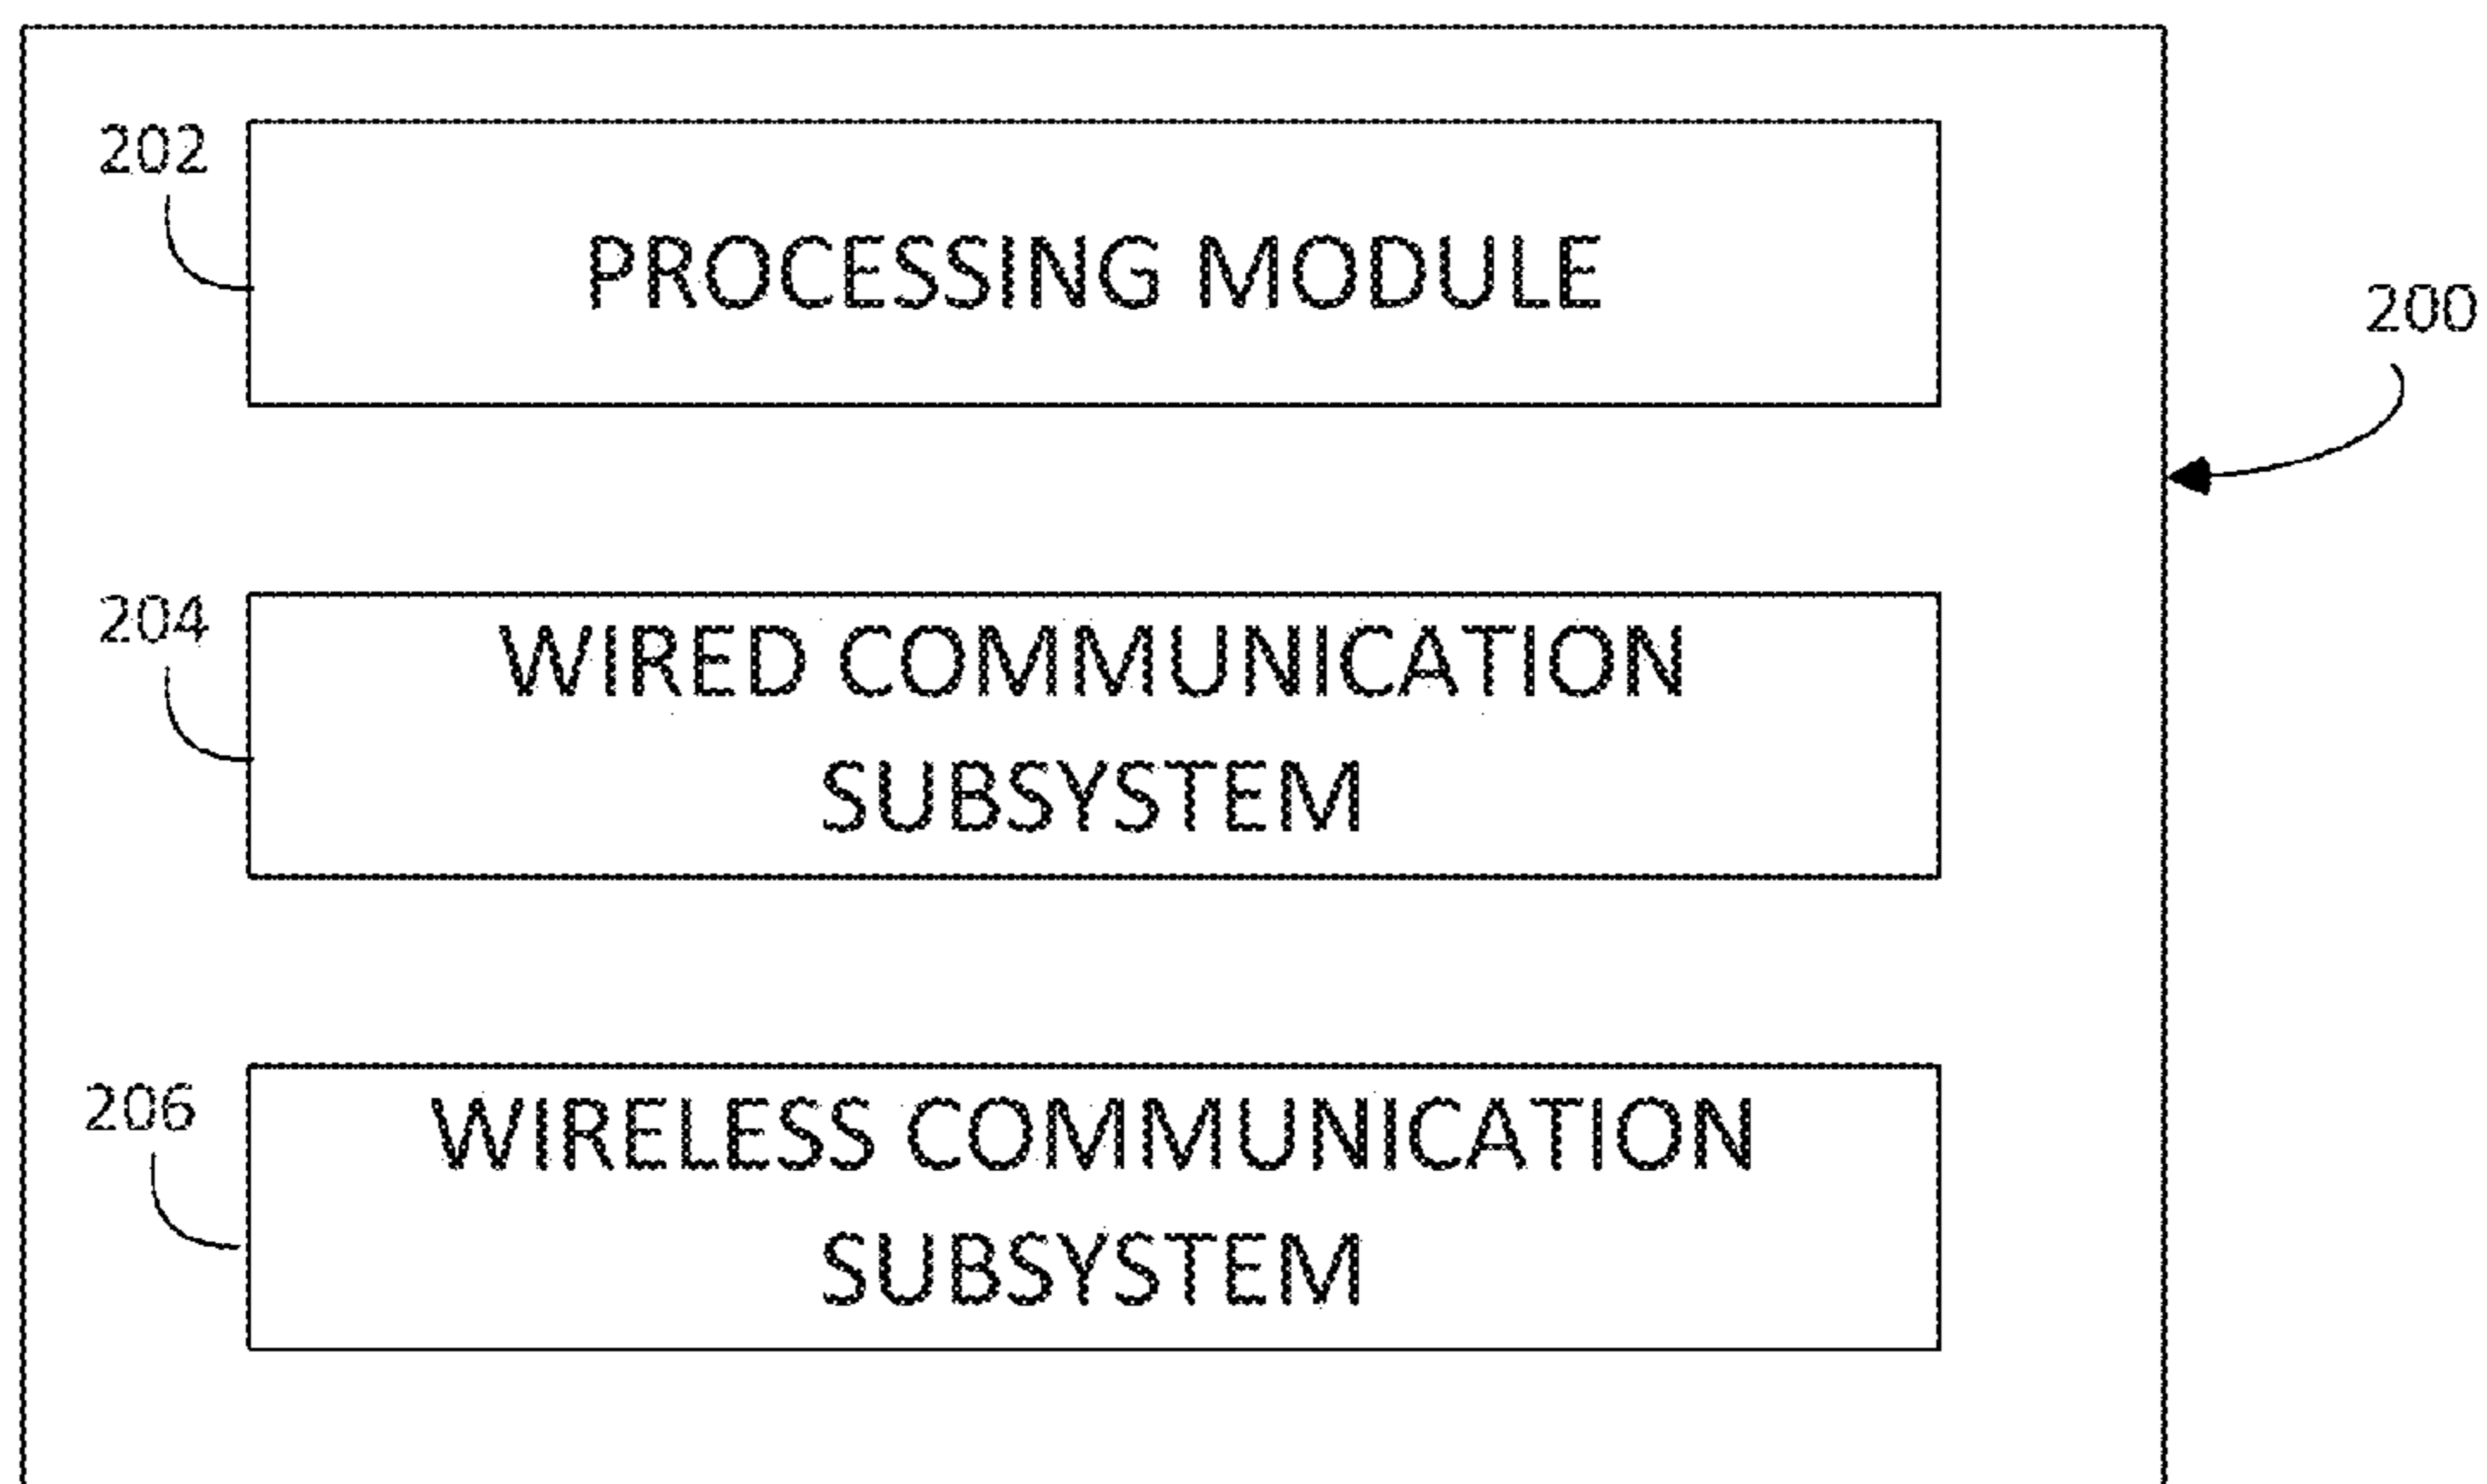 202
PROCESSING MODULE
200
204
WIRED COMMUNICATION
SUBSYSTEM
206
WIRELESS COMMUNICATION
SUBSYSTEM